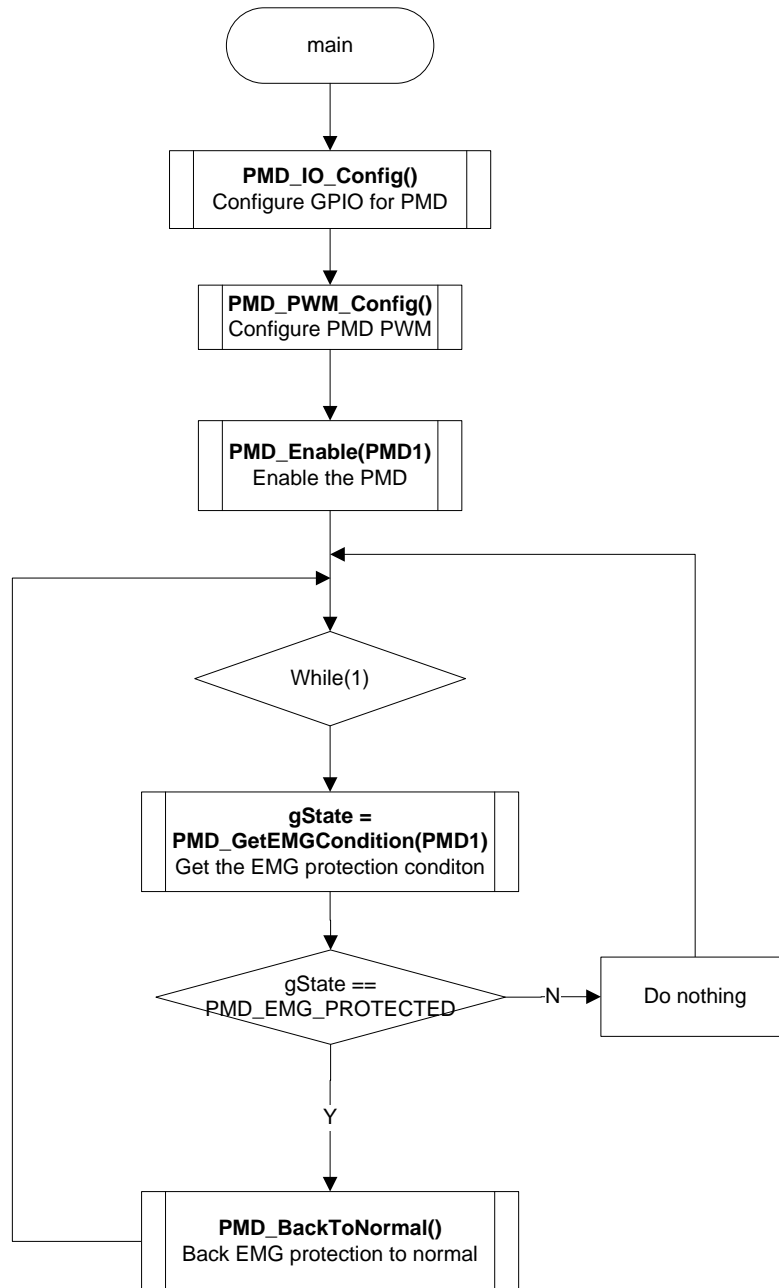 main
PMD_IO_Config()
Configure GPIO for PMD
PMD_PWM_Config()
Configure PMD PWM
PMD_Enable(PMD1)
Enable the PMD
While(1)
gState =
PMD_GetEMGCondition(PMD1)
Get the EMG protection conditon
gState ==
PMD_EMG_PROTECTED
N
Do nothing
Y
PMD_BackToNormal()
Back EMG protection to normal